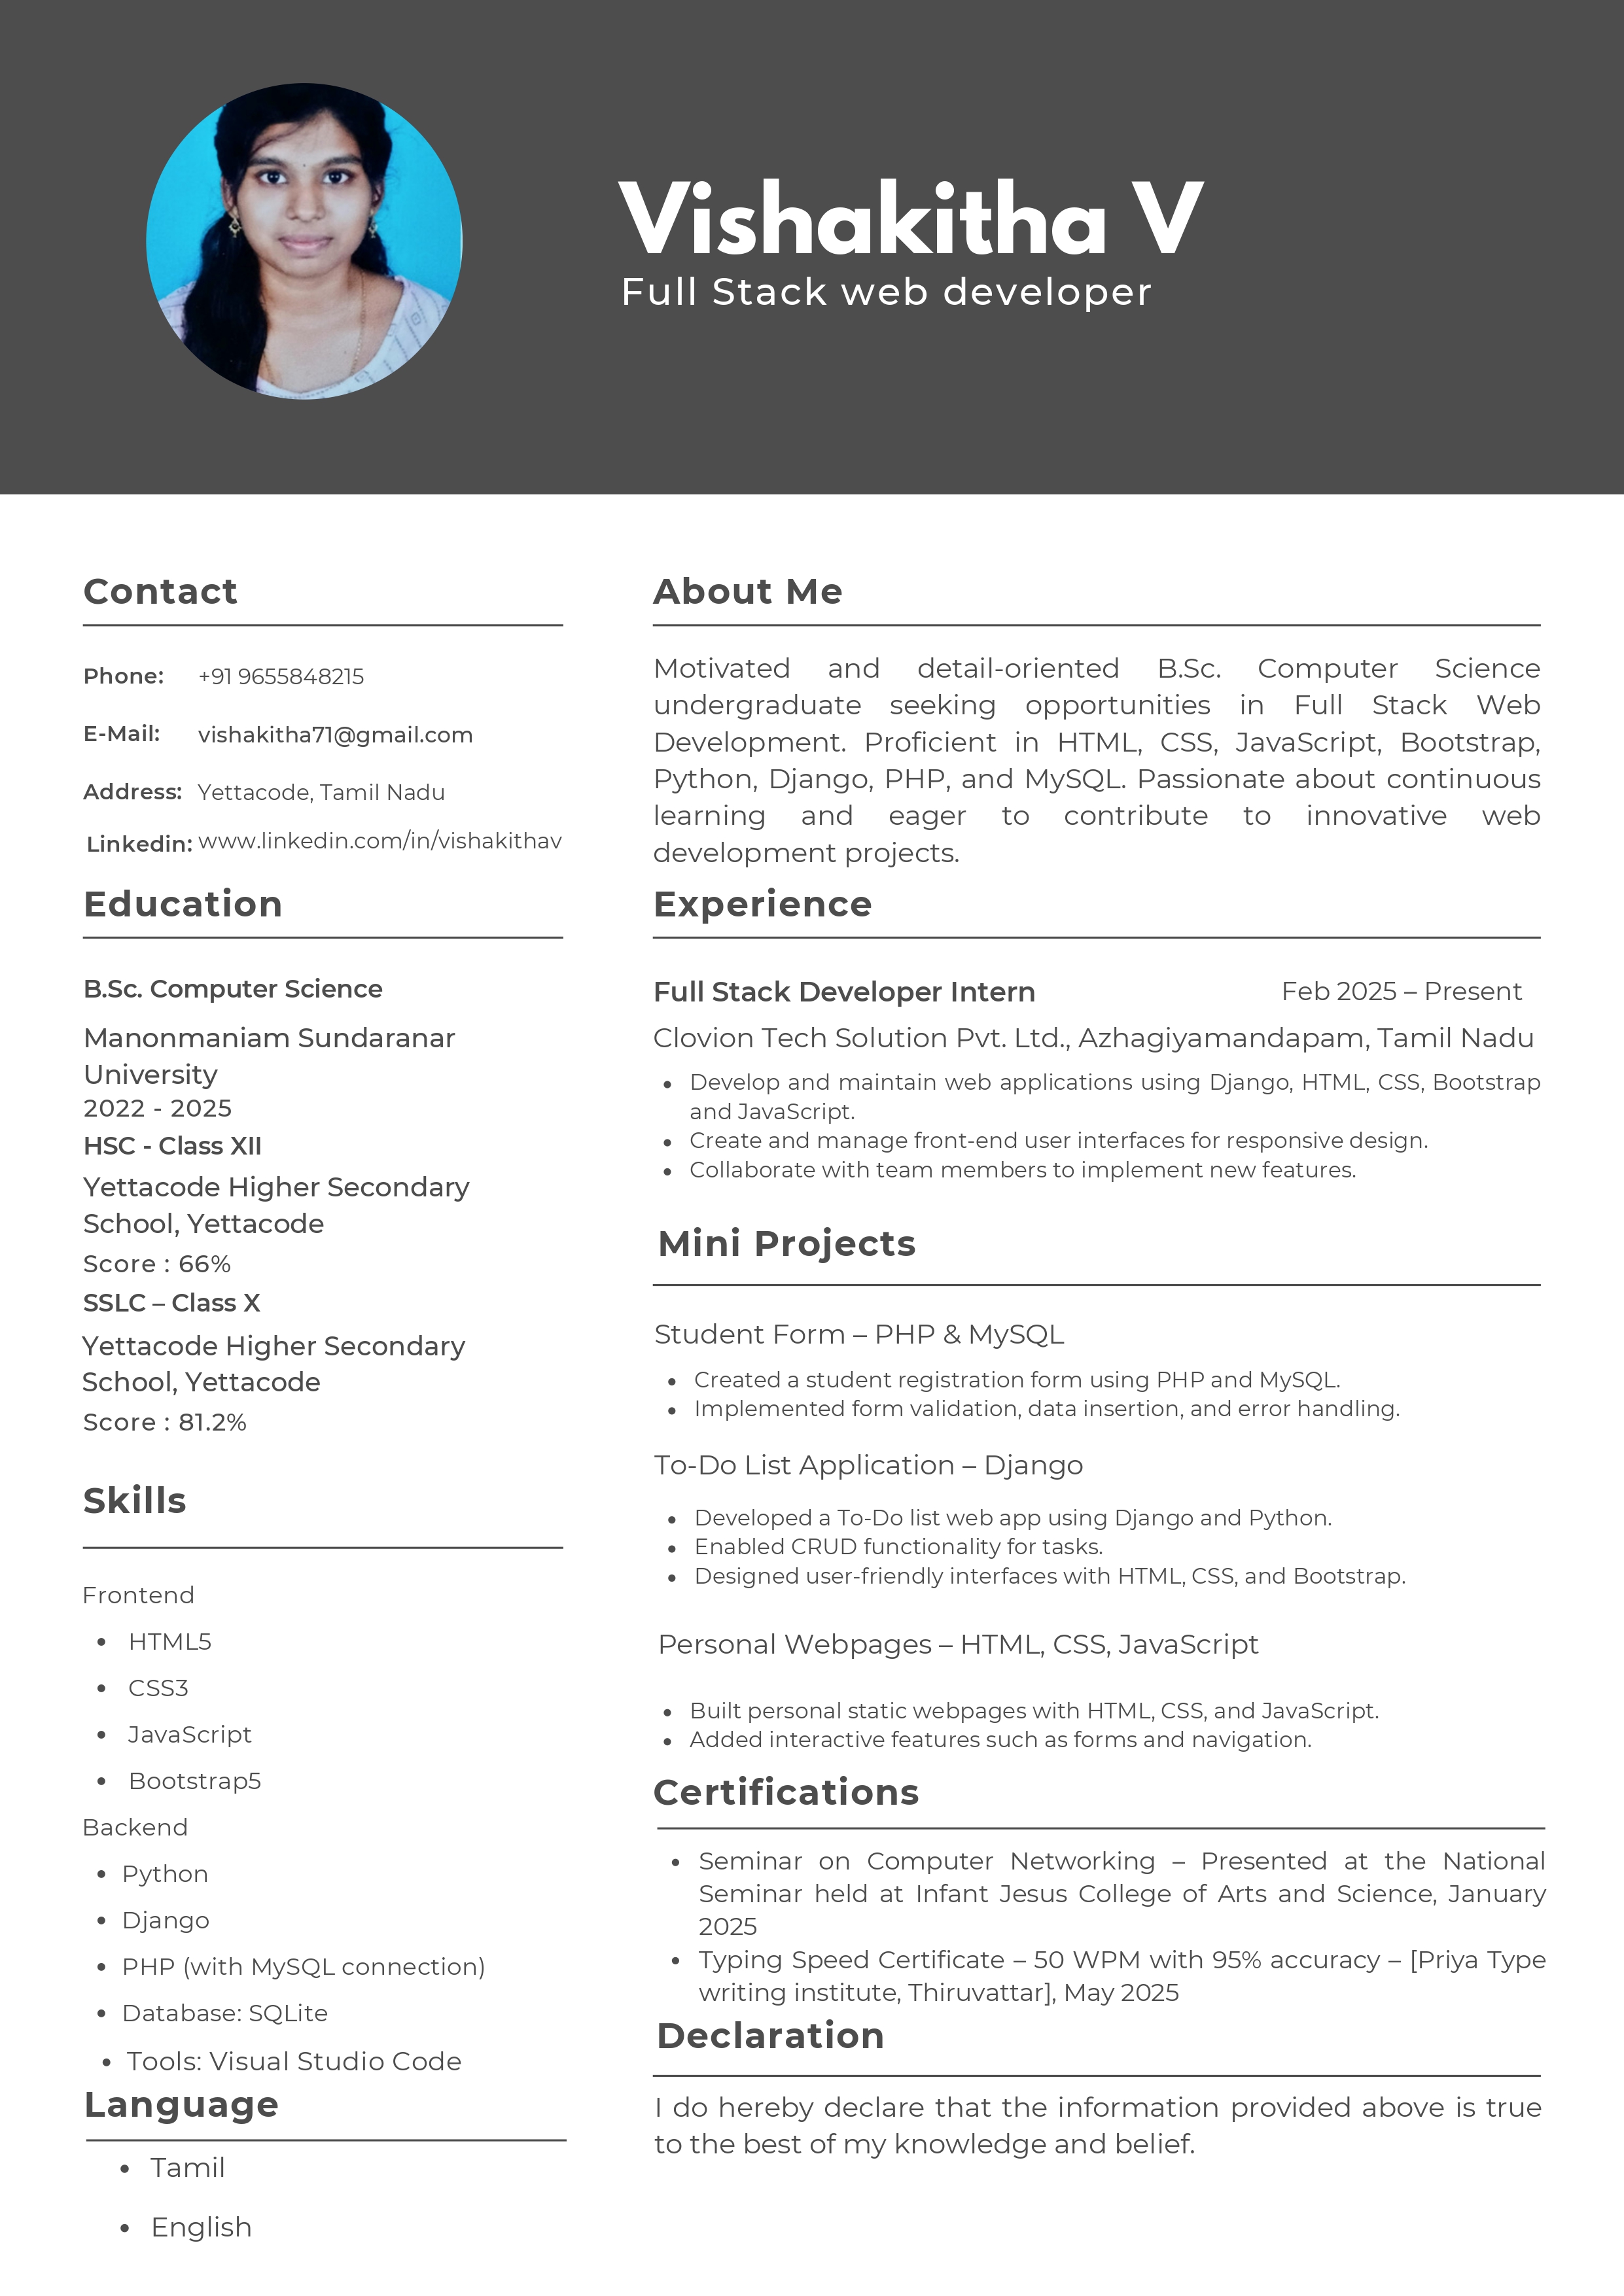 Vishakitha V
Full Stack web developer
Contact
Phone: +91 9655848215
E-Mail: vishakitha71@gmail.com
Address: Yettacode, Tamil Nadu
Linkedin: www.linkedin.com/in/vishakithav
Education
B.Sc. Computer Science
Manonmaniam Sundaranar
University
2022 - 2025
HSC - Class XII
Yettacode Higher Secondary
School, Yettacode
Score : 66%
SSLC – Class X
Yettacode Higher Secondary
School, Yettacode
Score : 81.2%
Skills
Frontend
• HTML5
• CSS3
• JavaScript
• Bootstrap5
Backend
• Python
• Django
• PHP (with MySQL connection)
• Database: SQLite
• Tools: Visual Studio Code
Language
• Tamil
• English
About Me
Motivated and detail-oriented B.Sc. Computer Science
undergraduate seeking opportunities in Full Stack Web
Development. Proficient in HTML, CSS, JavaScript, Bootstrap,
Python, Django, PHP, and MySQL. Passionate about continuous
learning and eager to contribute to innovative web
development projects.
Experience
Full Stack Developer Intern Feb 2025 – Present
Clovion Tech Solution Pvt. Ltd., Azhagiyamandapam, Tamil Nadu
• Develop and maintain web applications using Django, HTML, CSS, Bootstrap
and JavaScript.
• Create and manage front-end user interfaces for responsive design.
• Collaborate with team members to implement new features.
Mini Projects
Student Form – PHP & MySQL
• Created a student registration form using PHP and MySQL.
• Implemented form validation, data insertion, and error handling.
To-Do List Application – Django
• Developed a To-Do list web app using Django and Python.
• Enabled CRUD functionality for tasks.
• Designed user-friendly interfaces with HTML, CSS, and Bootstrap.
Personal Webpages – HTML, CSS, JavaScript
• Built personal static webpages with HTML, CSS, and JavaScript.
• Added interactive features such as forms and navigation.
Certifications
• Seminar on Computer Networking – Presented at the National
Seminar held at Infant Jesus College of Arts and Science, January
2025
• Typing Speed Certificate – 50 WPM with 95% accuracy – [Priya Type
writing institute, Thiruvattar], May 2025
Declaration
I do hereby declare that the information provided above is true
to the best of my knowledge and belief.